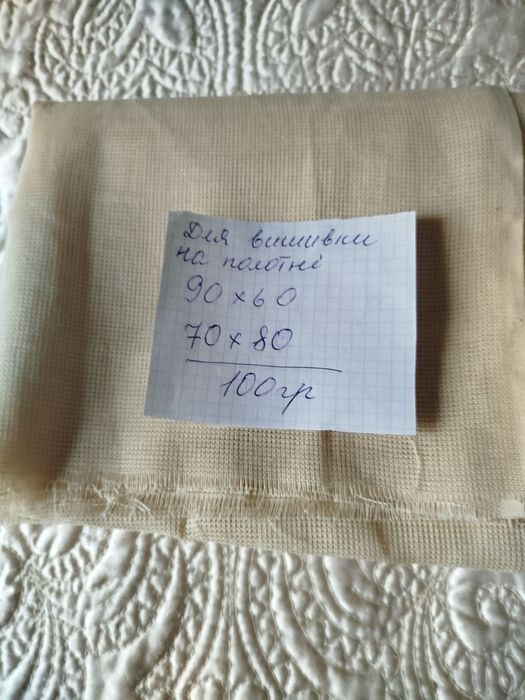 Для вишивки
на полотні
90 х 60
70 х 80
100гр